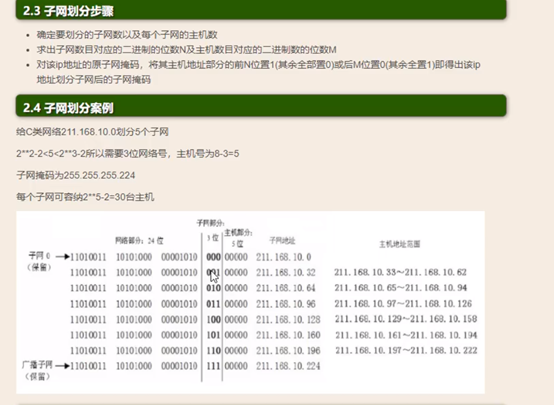 2.3 子网划分步骤
确定要划分的子网数以及每个子网的主机数
求出子网数目对应的二进制的位数N及主机数目对应的二进制数的位数M
对该ip地址的原子网掩码，将其主机地址部分的前N位置1(其余全部置0)或后M位置0(其余全置1)即得出该ip
地址划分子网后的子网掩码
2.4 子网划分案例
给C类网络211.168.10.0划分5个子网
2**2-2<5<2**3-2所以需要3位网络号，主机号为8-3=5
子网掩码为255.255.255.224
每个子网可容纳2**5-2=30台主机
子网部分:
网络部分: 24 位 3 位 主机部分: 5 位 子网地址 主机地址范围
子网 0 (保留) 11010011 10101000 00001010 000 00000 211.168.10.0
11010011 10101000 00001010 001 00000 211.168.10.32 211.168.10.33~211.168.10.62
11010011 10101000 00001010 010 00000 211.168.10.64 211.168.10.65~211.168.10.94
11010011 10101000 00001010 011 00000 211.168.10.96 211.168.10.97~211.168.10.126
11010011 10101000 00001010 100 00000 211.168.10.128 211.168.10.129~211.168.10.158
11010011 10101000 00001010 101 00000 211.168.10.160 211.168.10.161~211.168.10.194
11010011 10101000 00001010 110 00000 211.168.10.196 211.168.10.197~211.168.10.222
广播子网 (保留) 11010011 10101000 00001010 111 00000 211.168.10.224